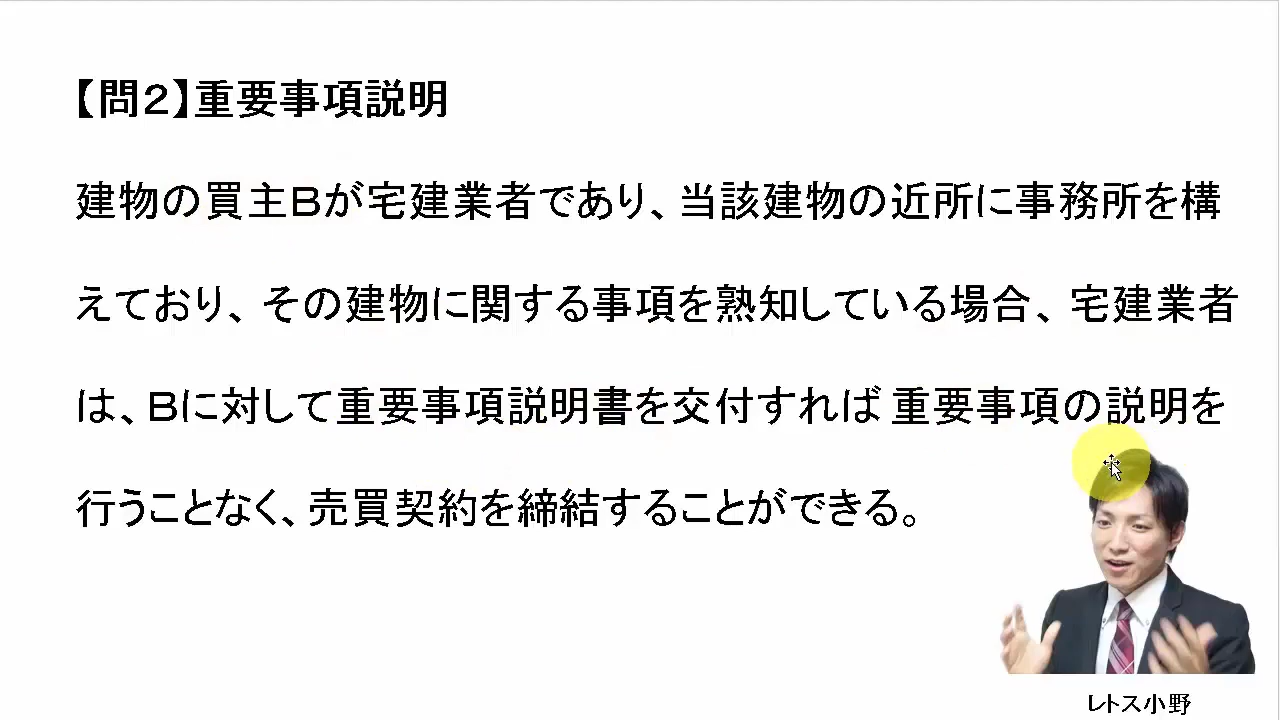 【問２】重要事項説明
建物の買主Ｂが宅建業者であり、当該建物の近所に事務所を構
えており、その建物に関する事項を熟知している場合、宅建業者
は、Ｂに対して重要事項説明書を交付すれば重要事項の説明を
行うことなく、売買契約を締結することができる。
レトス小野